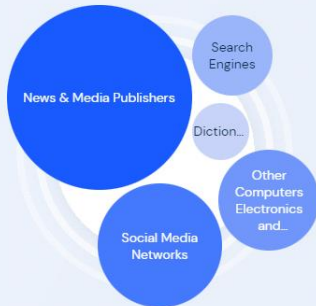 Search
Engines
News & Media Publishers
Diction...
Other
Computers
Electronics
and...
Social Media
Networks